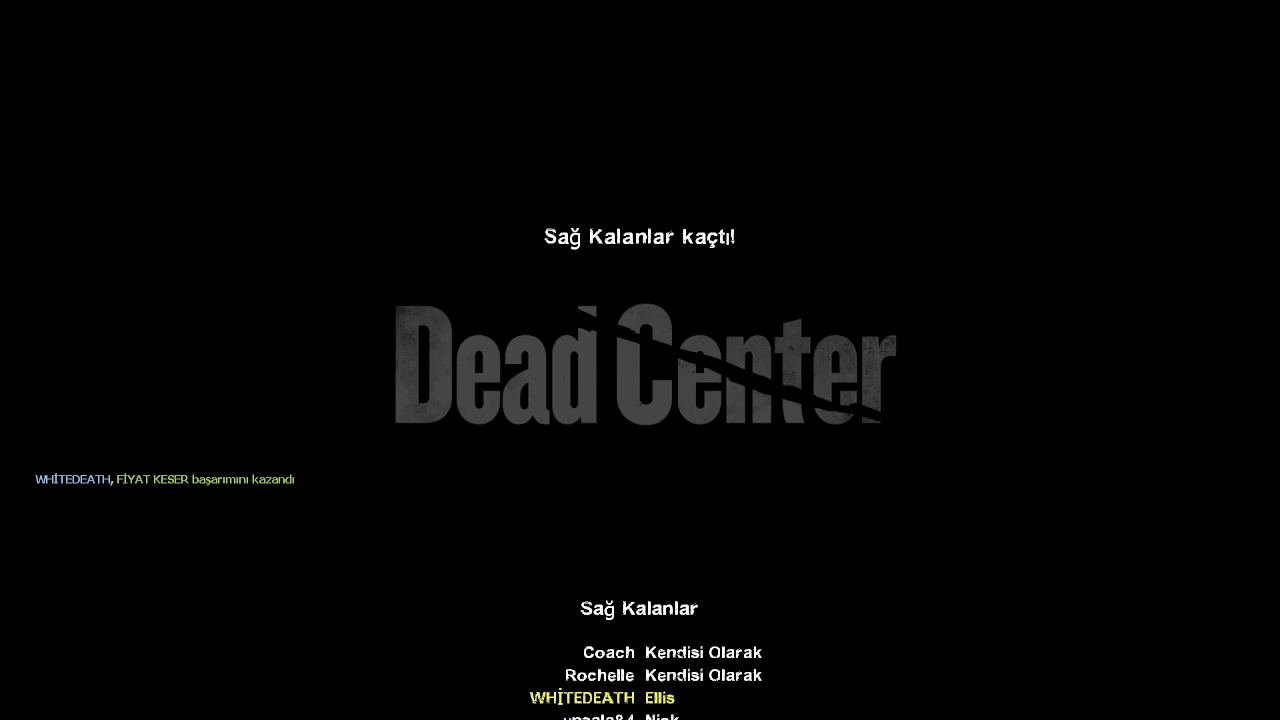 Sağ Kalanlar kaçtı!
Dead Center
WHİTEDEATH, FİYAT KESER başarımını kazandı
Sağ Kalanlar
Coach Kendisi Olarak
Rochelle Kendisi Olarak
WHİTEDEATH Ellis
Nick